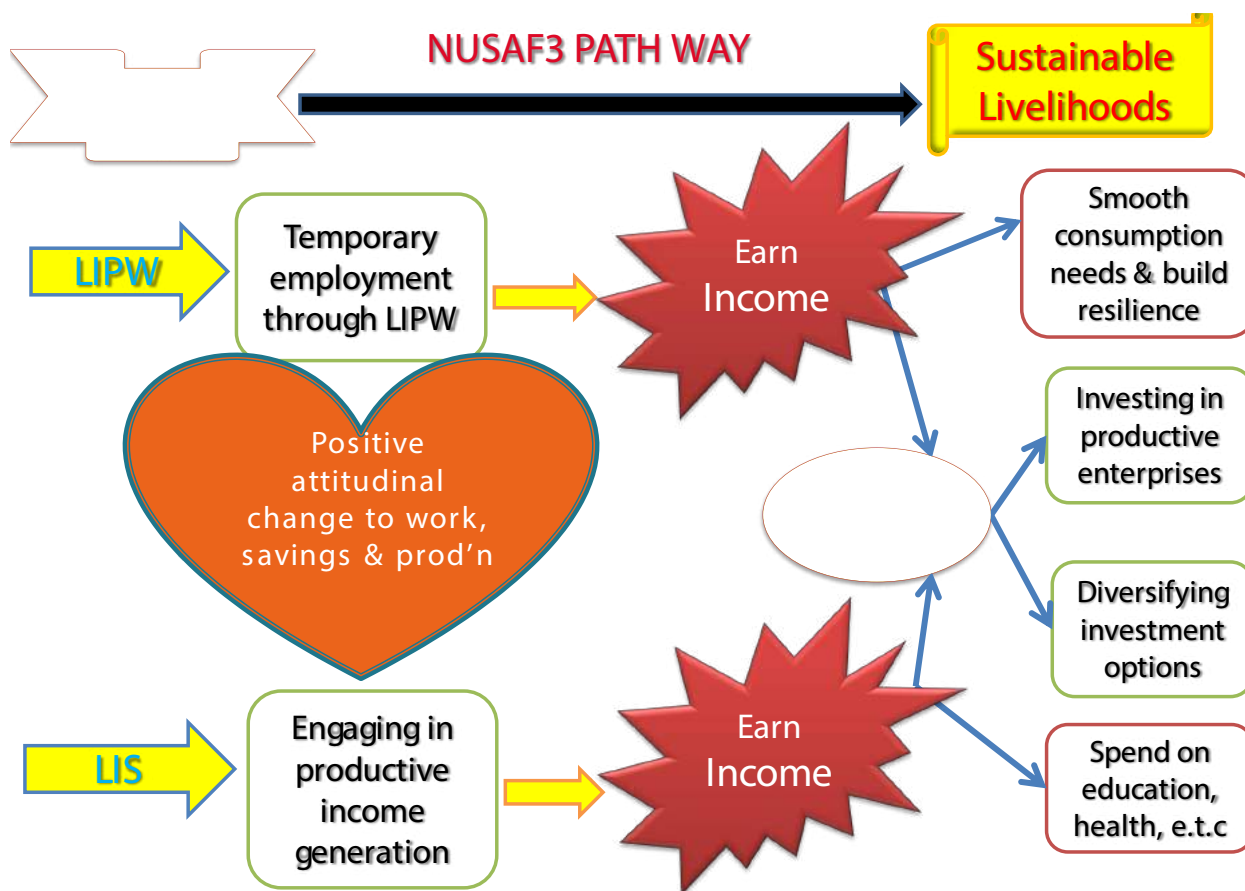 NUSAF3 PATH WAY
Sustainable
Livelihoods
LIPW
Temporary
employment
through LIPW
Earn
Income
Smooth
consumption
needs & build
resilience
Positive
attitudinal
change to work,
savings & prod’n
Investing in
productive
enterprises
Diversifying
investment
options
LIS
Engaging in
productive
income
generation
Earn
Income
Spend on
education,
health, e.t.c